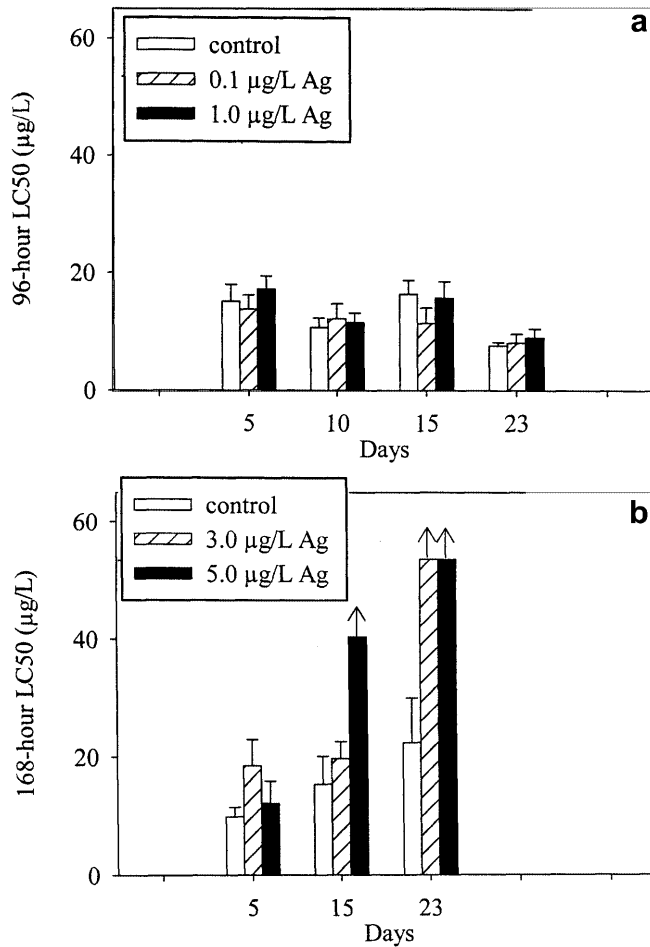 a
control
0.1 µg/L Ag
1.0 µg/L Ag
96-hour LC50 (µg/L)
60
40
20
0
5 10 15 23
Days
b
control
3.0 µg/L Ag
5.0 µg/L Ag
168-hour LC50 (µg/L)
60
40
20
0
5 15 23
Days